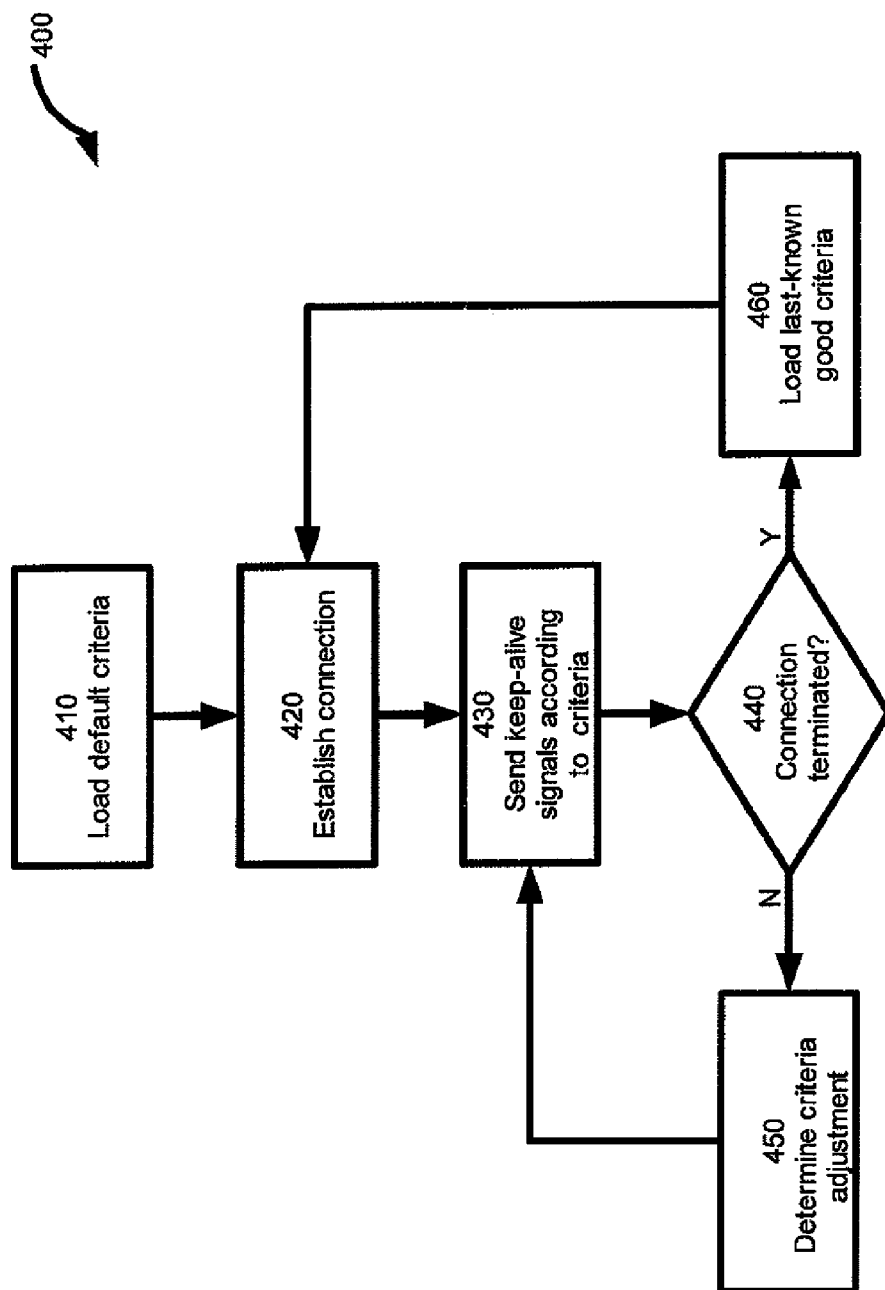 400
410
Load default criteria
420
Establish connection
430
Send keep-alive
signals according
to criteria
440
Connection
terminated?
N
Y
450
Determine criteria
adjustment
460
Load last-known
good criteria